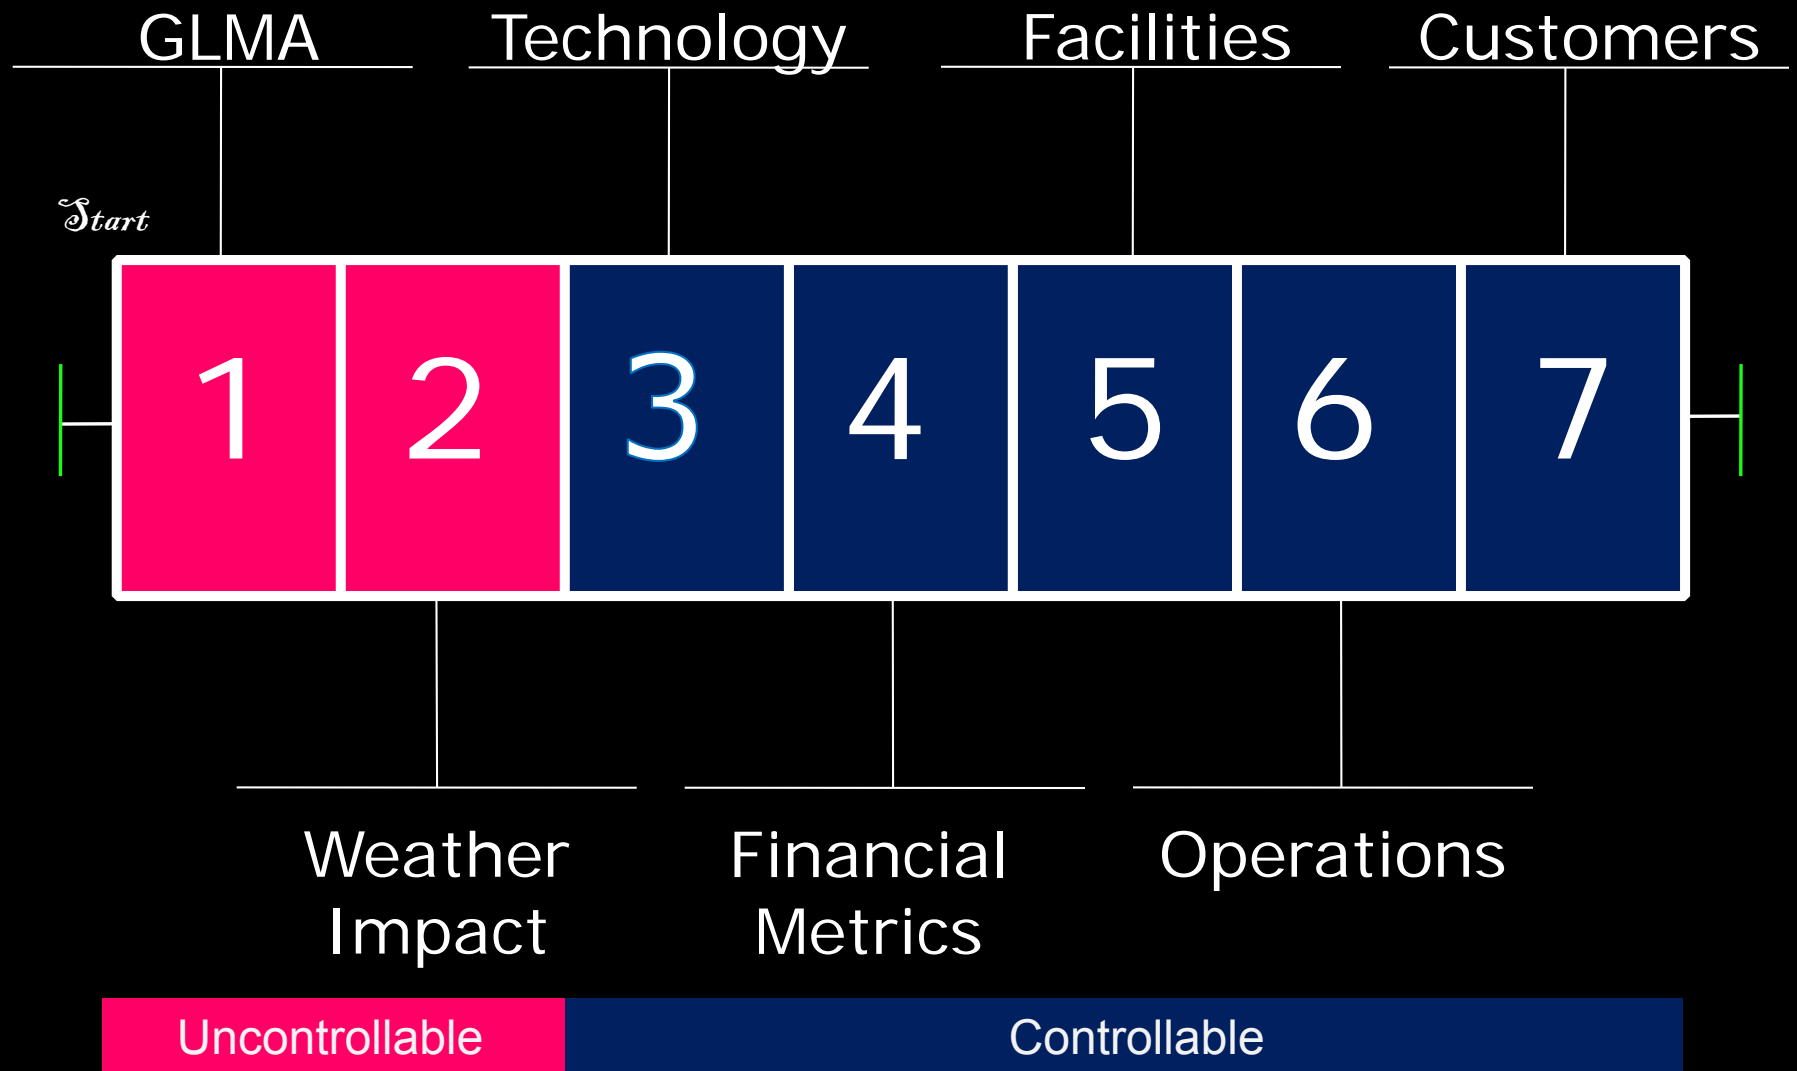 GLMA
Technology
Facilities
Customers
Start
1
2
3
4
5
6
7
Weather
Impact
Financial
Metrics
Operations
Uncontrollable
Controllable